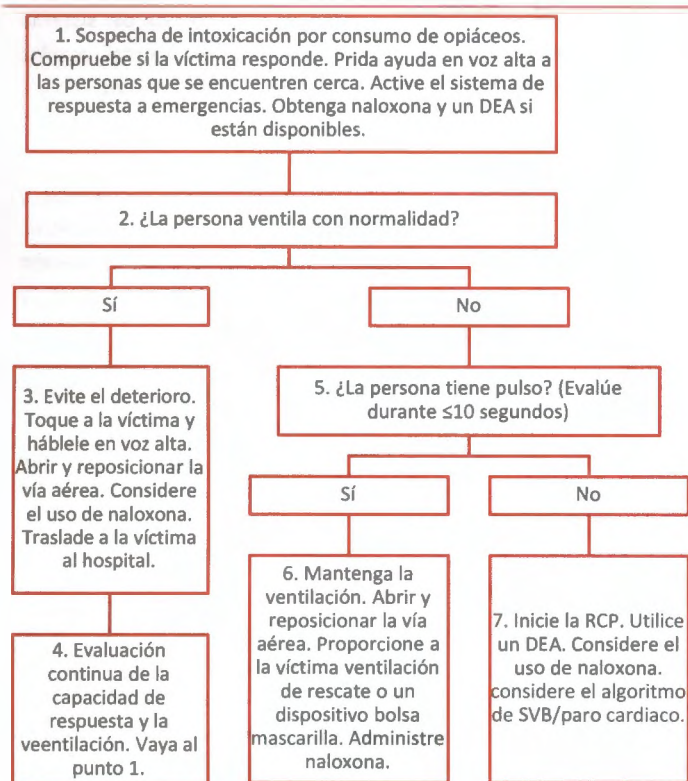 1. Sospecha de intoxicación por consumo de opiáceos.
Compruebe si la víctima responde. Prida ayuda en voz alta a
las personas que se encuentren cerca. Active el sistema de
respuesta a emergencias. Obtenga naloxona y un DEA si
están disponibles.
2. ¿La persona ventila con normalidad?
Sí
No
3. Evite el deterioro.
Toque a la víctima y
háblele en voz alta.
Abrir y reposicionar la
vía aérea. Considere
el uso de naloxona.
Traslade a la víctima
al hospital.
4. Evaluación
continua de la
capacidad de
respuesta y la
veentilación. Vaya al
punto 1.
5. ¿La persona tiene pulso? (Evalúe
durante ≤10 segundos)
Sí
No
6. Mantenga la
ventilación. Abrir y
reposicionar la vía
aérea. Proporcione a
la víctima ventilación
de rescate o un
dispositivo bolsa
mascarilla. Administre
naloxona.
7. Inicie la RCP. Utilice
un DEA. Considere el
uso de naloxona.
considere el algoritmo
de SVB/paro cardiaco.